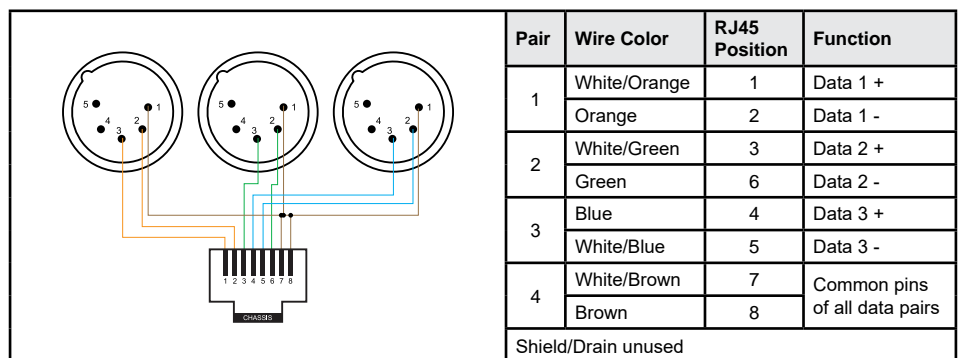 5 1 4 2 3
5 1 4 2 3
5 1 4 2 3
1 2 3 4 5 6 7 8
CHASSIS
Pair Wire Color RJ45 Position Function
1 White/Orange 1 Data 1 +
Orange 2 Data 1 -
2 White/Green 3 Data 2 +
Green 6 Data 2 -
3 Blue 4 Data 3 +
White/Blue 5 Data 3 -
4 White/Brown 7 Common pins of all data pairs
Brown 8
Shield/Drain unused